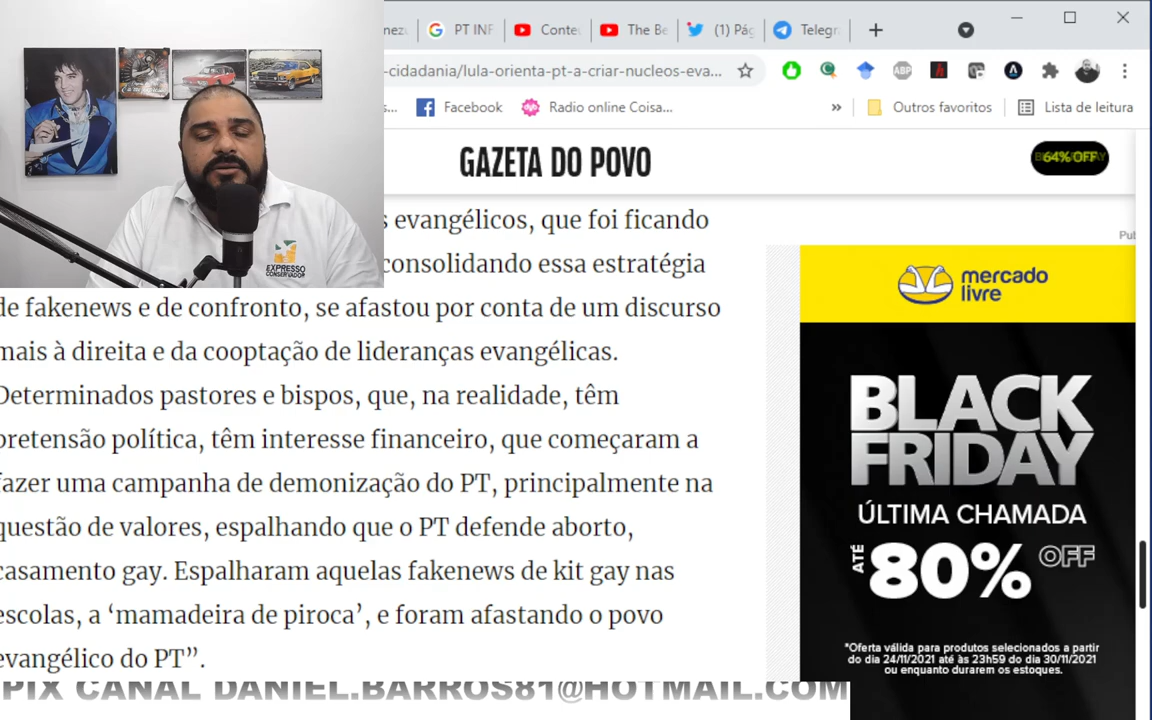 nez
PT INF
Conte
The Be
(1) Pág
Telegr
-cidadania/lula-orienta-pt-a-criar-nucleos-eva...
ABP
s...
Facebook
Radio online Coisa...
»
Outros favoritos
Lista de leitura
GAZETA DO POVO
64% OFF
s evangélicos, que foi ficando
consolidando essa estratégia
de fakenews e de confronto, se afastou por conta de um discurso
mais à direita e da cooptação de lideranças evangélicas.
Determinados pastores e bispos, que, na realidade, têm
pretensão política, têm interesse financeiro, que começaram a
fazer uma campanha de demonização do PT, principalmente na
questão de valores, espalhando que o PT defende aborto,
casamento gay. Espalharam aquelas fakenews de kit gay nas
escolas, a ‘mamadeira de piroca’, e foram afastando o povo
evangélico do PT”.
Pub
mercado
livre
BLACK
FRIDAY
ÚLTIMA CHAMADA
ATÉ
80% OFF
*Oferta válida para produtos selecionados a partir
do dia 24/11/2021 até às 23h59 do dia 30/11/2021
ou enquanto durarem os estoques.
EXPRESSO
CONSERVADOR
PIX CANAL DANIEL.BARROS81@HOTMAIL.COM